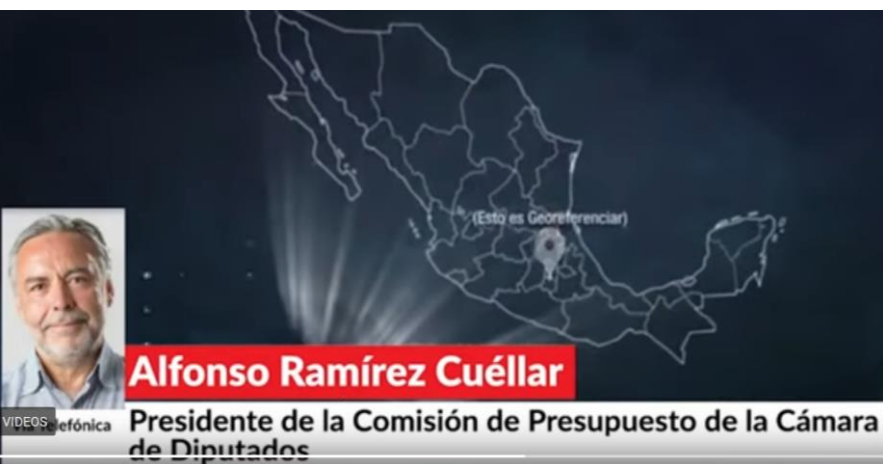 (Esto es Georeferenciar)
Alfonso Ramírez Cuéllar
VIDEOS
Presidente de la Comisión de Presupuesto de la Cámara
de Diputados